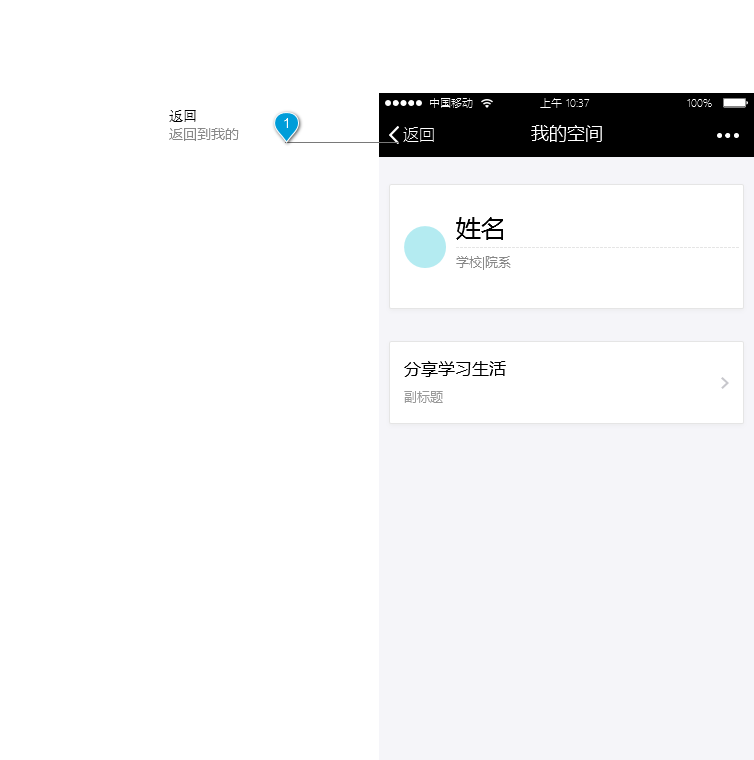 返回
返回到我的
1
中国移动 上午 10:37 100%
返回 我的空间
姓名
学校|院系
分享学习生活
副标题